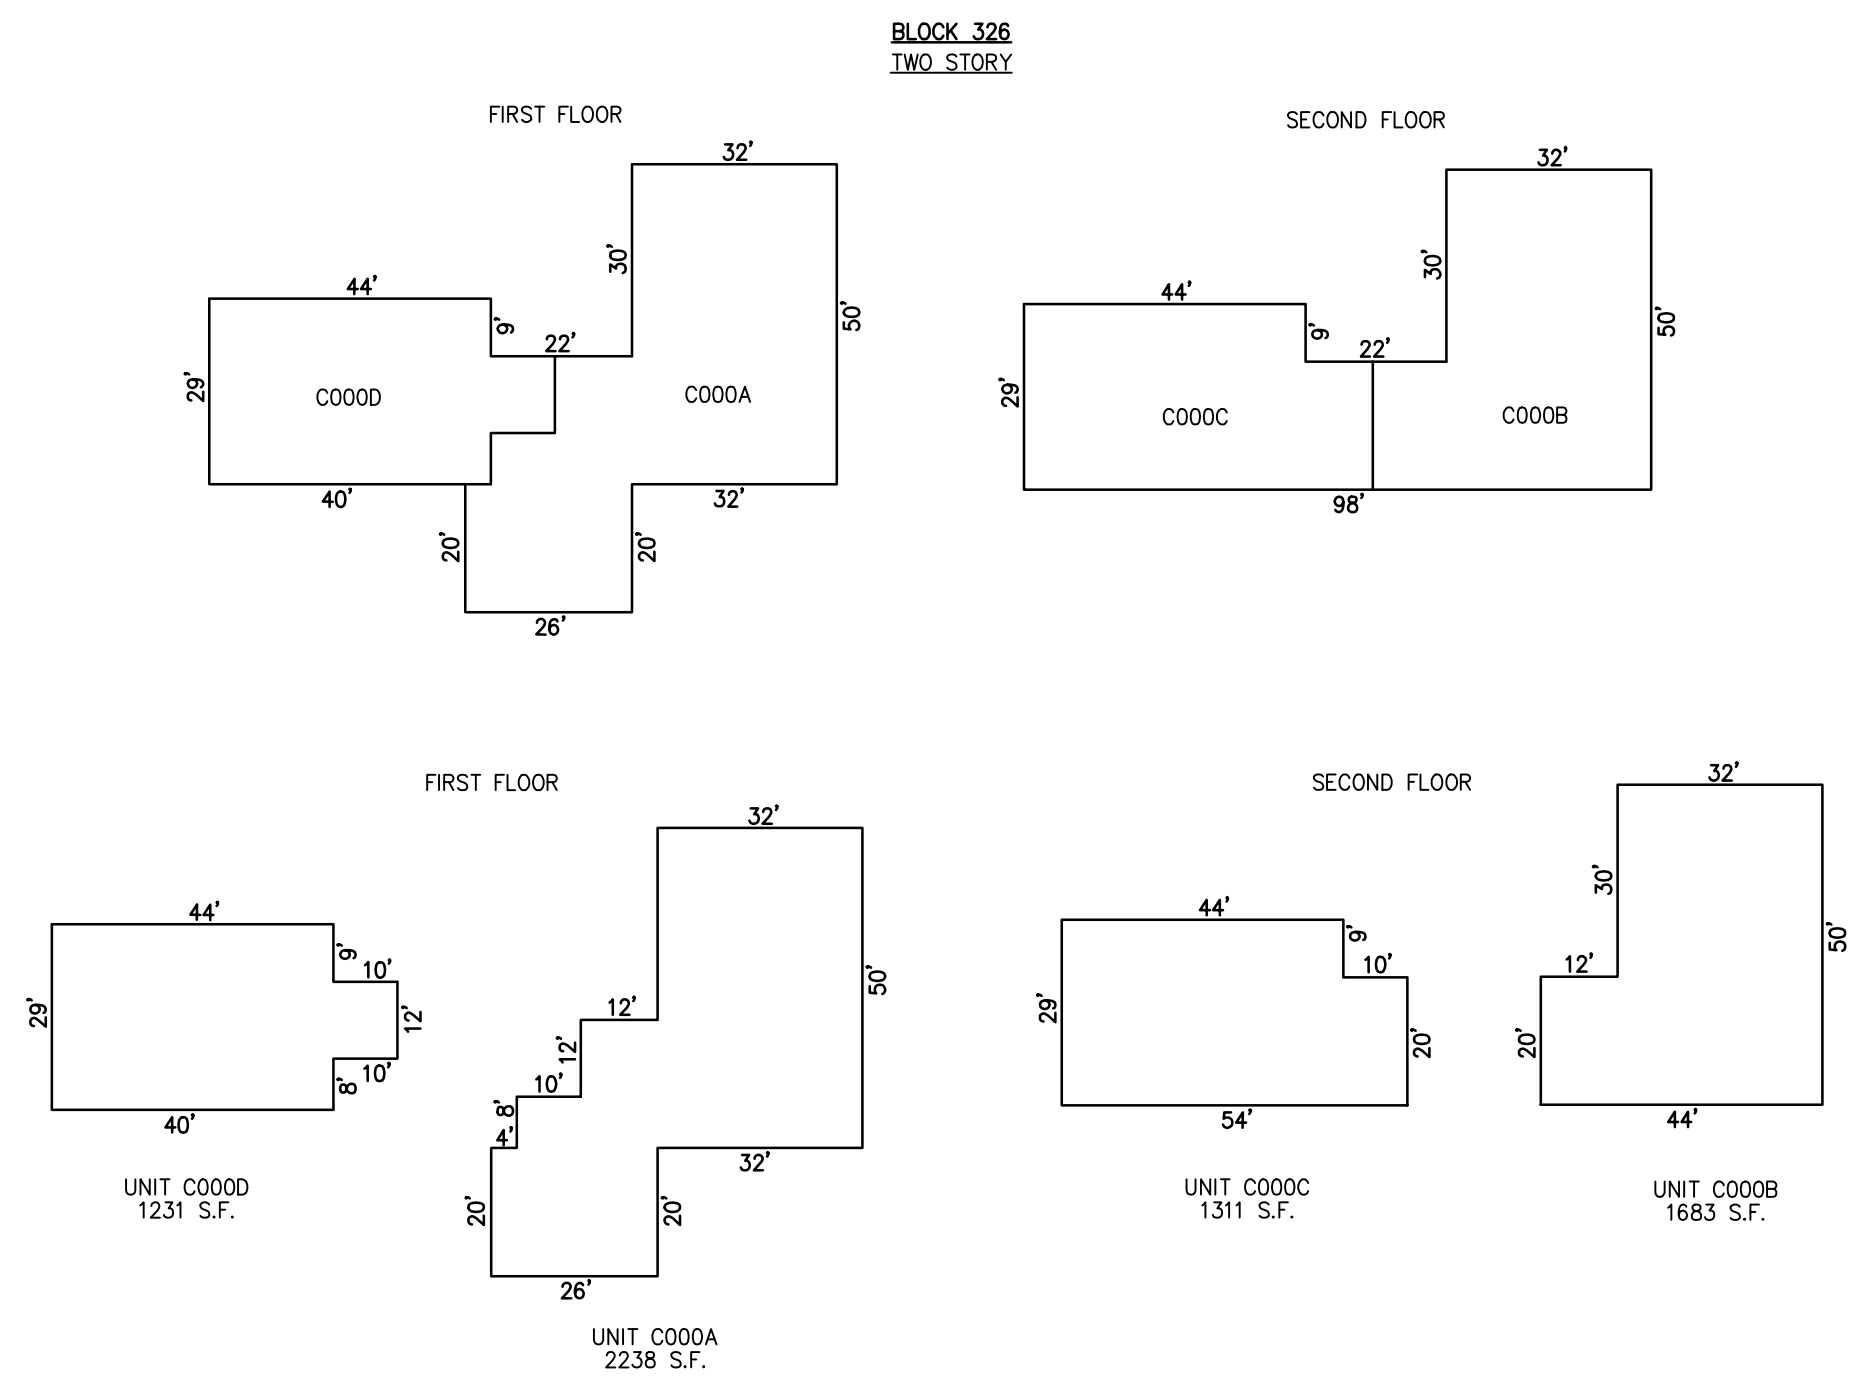 BLOCK 326
TWO STORY
FIRST FLOOR
32'
30'
44'
9'
22'
50'
29'
C000D
C000A
40'
32'
20'
20'
26'
SECOND FLOOR
32'
30'
44'
9'
22'
50'
29'
C000C
C000B
98'
FIRST FLOOR
44'
9'
10'
29'
12'
10'
8'
40'
UNIT C000D
1231 S.F.
32'
50'
12'
12'
10'
8'
4'
32'
20'
20'
26'
UNIT C000A
2238 S.F.
SECOND FLOOR
44'
9'
10'
29'
20'
54'
UNIT C000C
1311 S.F.
32'
30'
50'
12'
20'
44'
UNIT C000B
1683 S.F.